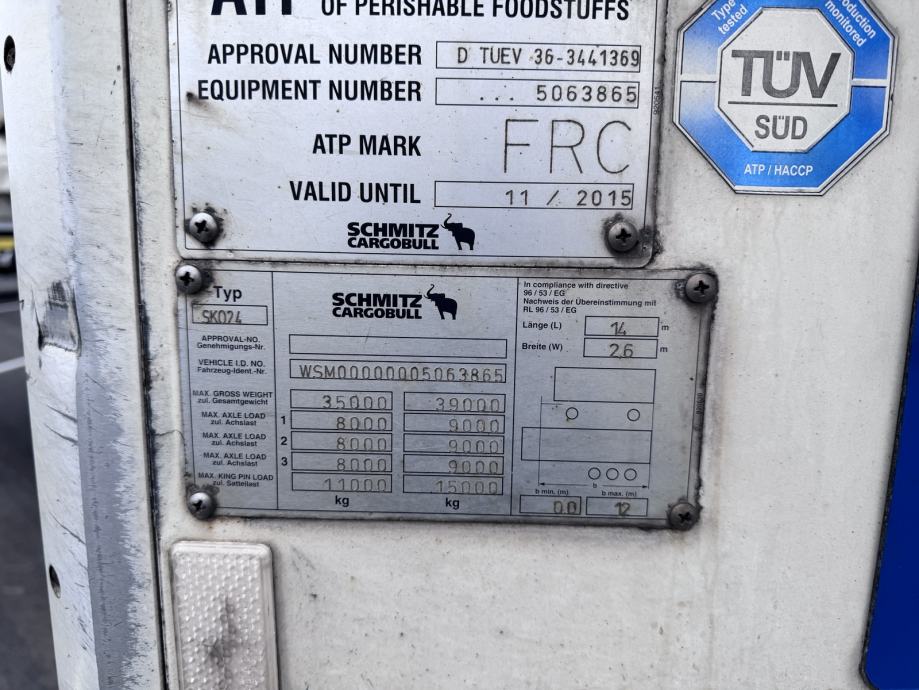 ATP OF PERISHABLE FOODSTUFFS
APPROVAL NUMBER D TUEV 36-3441369
EQUIPMENT NUMBER ... 5063865
ATP MARK FRC
VALID UNTIL 11 / 2015
SCHMITZ
CARGOBULL
Type
tested
production
monitored
TÜV
SÜD
ATP / HACCP
Typ
SKO24
SCHMITZ
CARGOBULL
APPROVAL-NO.
Genehmigungs-Nr.
VEHICLE I.D. NO.
Fahrzeug-Ident.-Nr.
WSM00000005063865
MAX. GROSS WEIGHT
zul. Gesamtgewicht
35000 39000
MAX. AXLE LOAD
zul. Achslast
1 8000 9000
MAX. AXLE LOAD
zul. Achslast
2 8000 9000
MAX. AXLE LOAD
zul. Achslast
3 8000 9000
MAX. KING PIN LOAD
zul. Sattellast
11000 15000
kg kg
In compliance with directive
96 / 53 / EG
Nachweis der Übereinstimmung mit
RL 96 / 53 / EG
Länge (L) 14 m
Breite (W) 2,6 m
b
b min. (m) b max. (m)
0.0 12